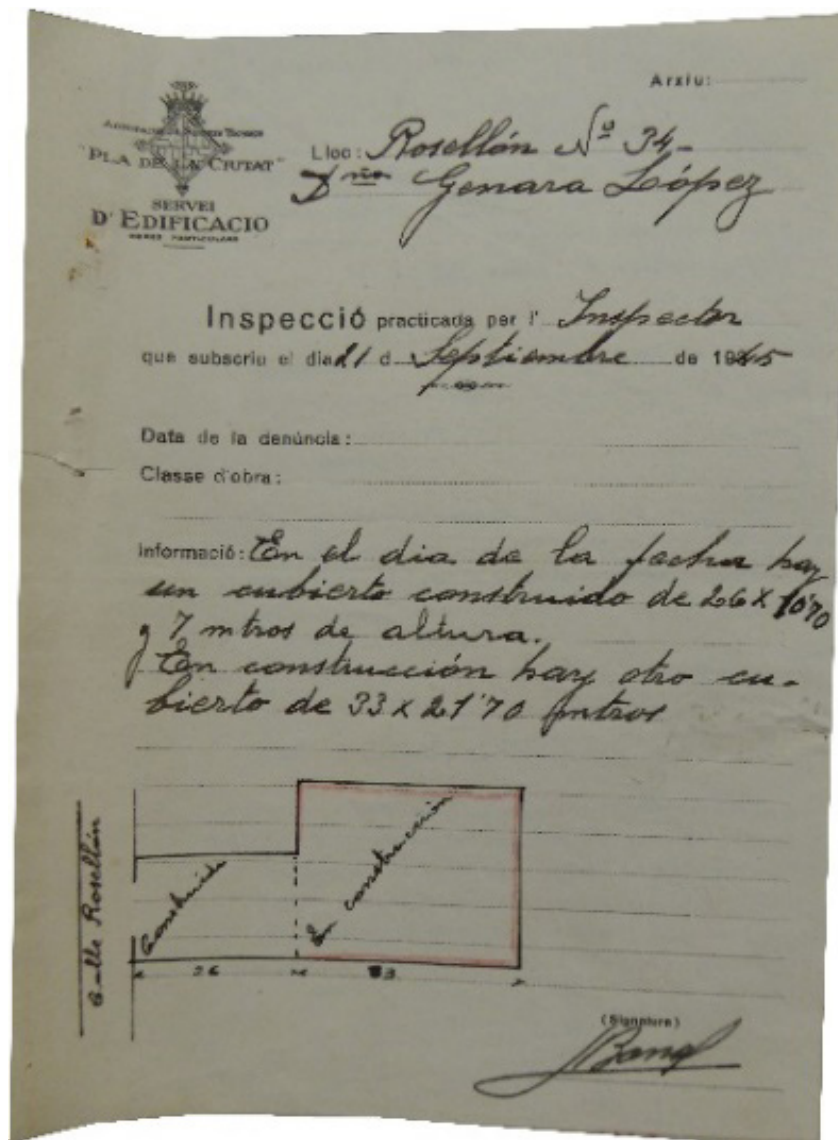 Arxiu:
"PLA DE LA CIUTAT"
SERVEI
D'EDIFICACIO
OBRES PARTICULARS
Lloc: Rosellón Nº 34-
Dña Genara López
Inspecció practicada per l' Inspector
que subscriu el dia 21 d Septiembre de 1945
Data de la denúncia:
Classe d'obra:
Informació: En el dia de la fecha hay
un cubierto construido de 26 x 10'70
y 7 mtros de altura.
En construcción hay otro cu-
bierto de 33 x 21'70 mtros
Calle Rosellón
Construido
En construcción
26
33
(Signatura)